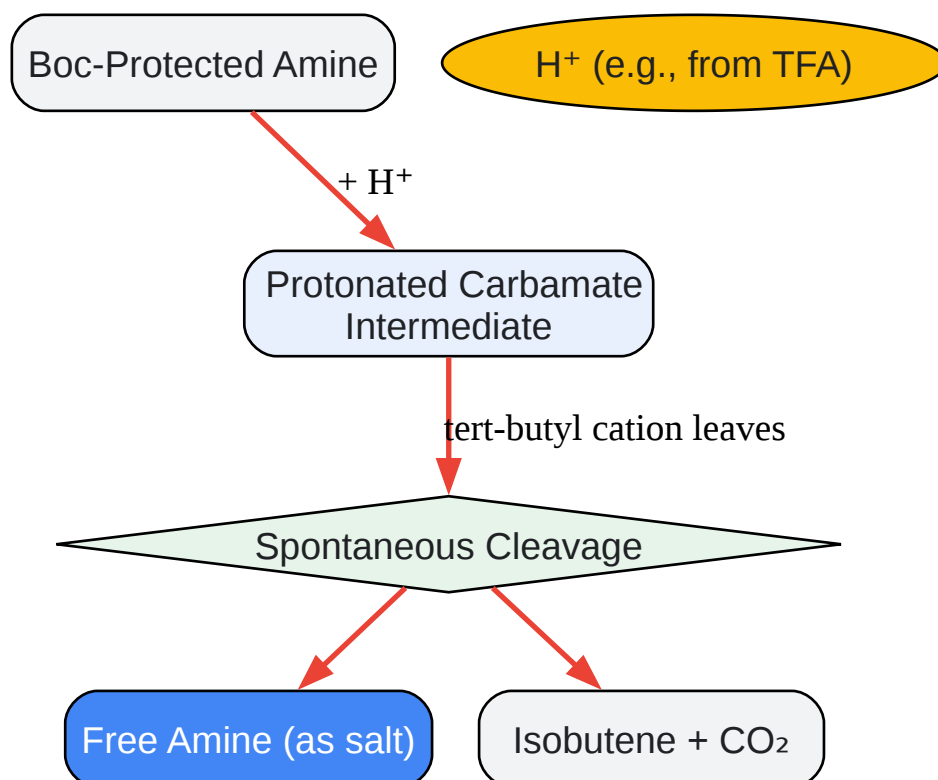 Boc-Protected Amine
H⁺ (e.g., from TFA)
+ H⁺
Protonated Carbamate
Intermediate
tert-butyl cation leaves
Spontaneous Cleavage
Free Amine (as salt)
Isobutene + CO₂